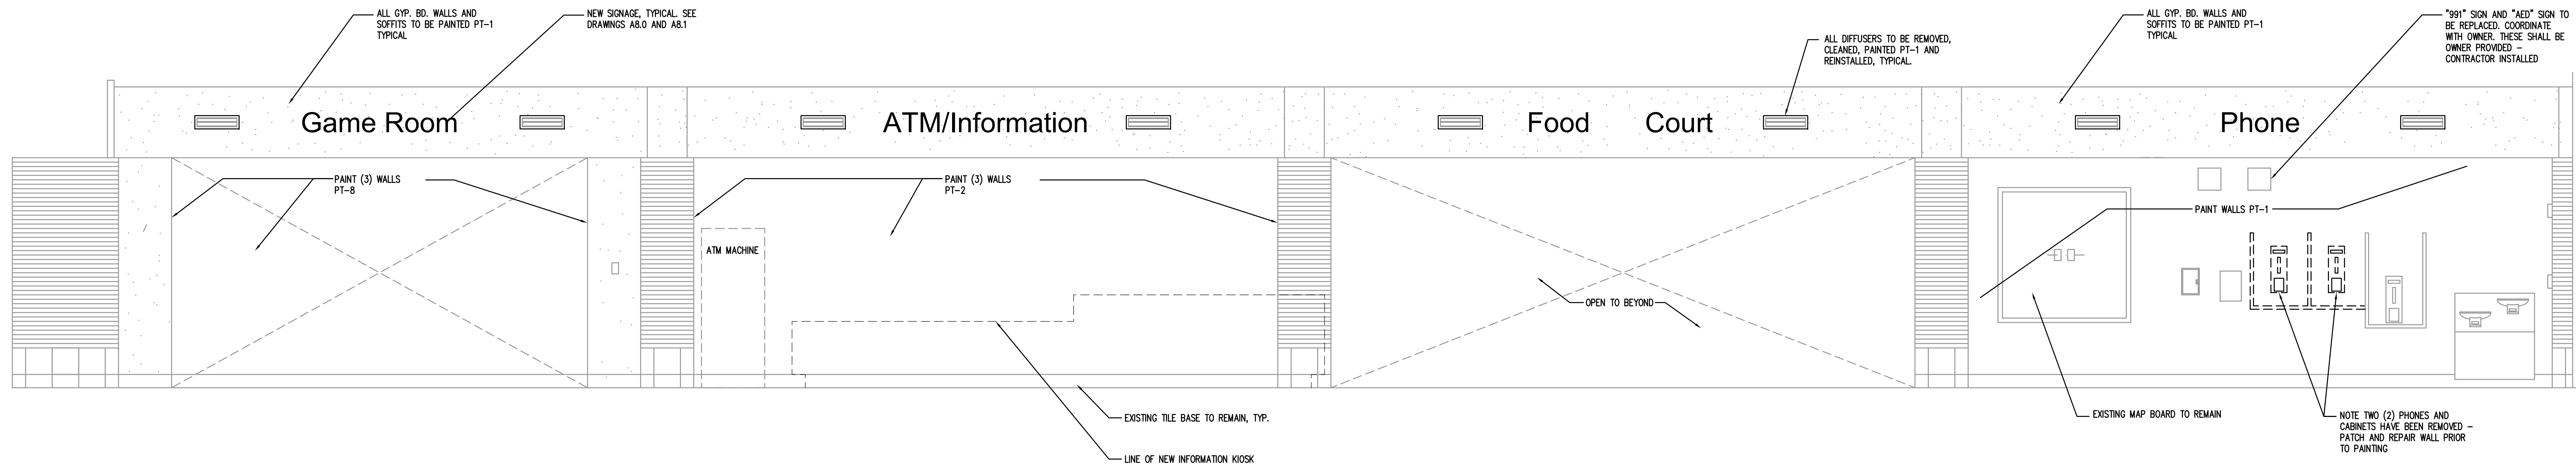 ALL GYP. BD. WALLS AND
SOFFITS TO BE PAINTED PT-1
TYPICAL
NEW SIGNAGE, TYPICAL. SEE
DRAWINGS A8.0 AND A8.1
ALL DIFFUSERS TO BE REMOVED,
CLEANED, PAINTED PT-1 AND
REINSTALLED, TYPICAL.
ALL GYP. BD. WALLS AND
SOFFITS TO BE PAINTED PT-1
TYPICAL
"991" SIGN AND "AED" SIGN TO
BE REPLACED. COORDINATE
WITH OWNER. THESE SHALL BE
OWNER PROVIDED -
CONTRACTOR INSTALLED
Game Room
ATM/Information
Food Court
Phone
PAINT (3) WALLS
PT-8
PAINT (3) WALLS
PT-2
PAINT WALLS PT-1
ATM MACHINE
OPEN TO BEYOND
EXISTING TILE BASE TO REMAIN, TYP.
LINE OF NEW INFORMATION KIOSK
EXISTING MAP BOARD TO REMAIN
NOTE TWO (2) PHONES AND
CABINETS HAVE BEEN REMOVED -
PATCH AND REPAIR WALL PRIOR
TO PAINTING